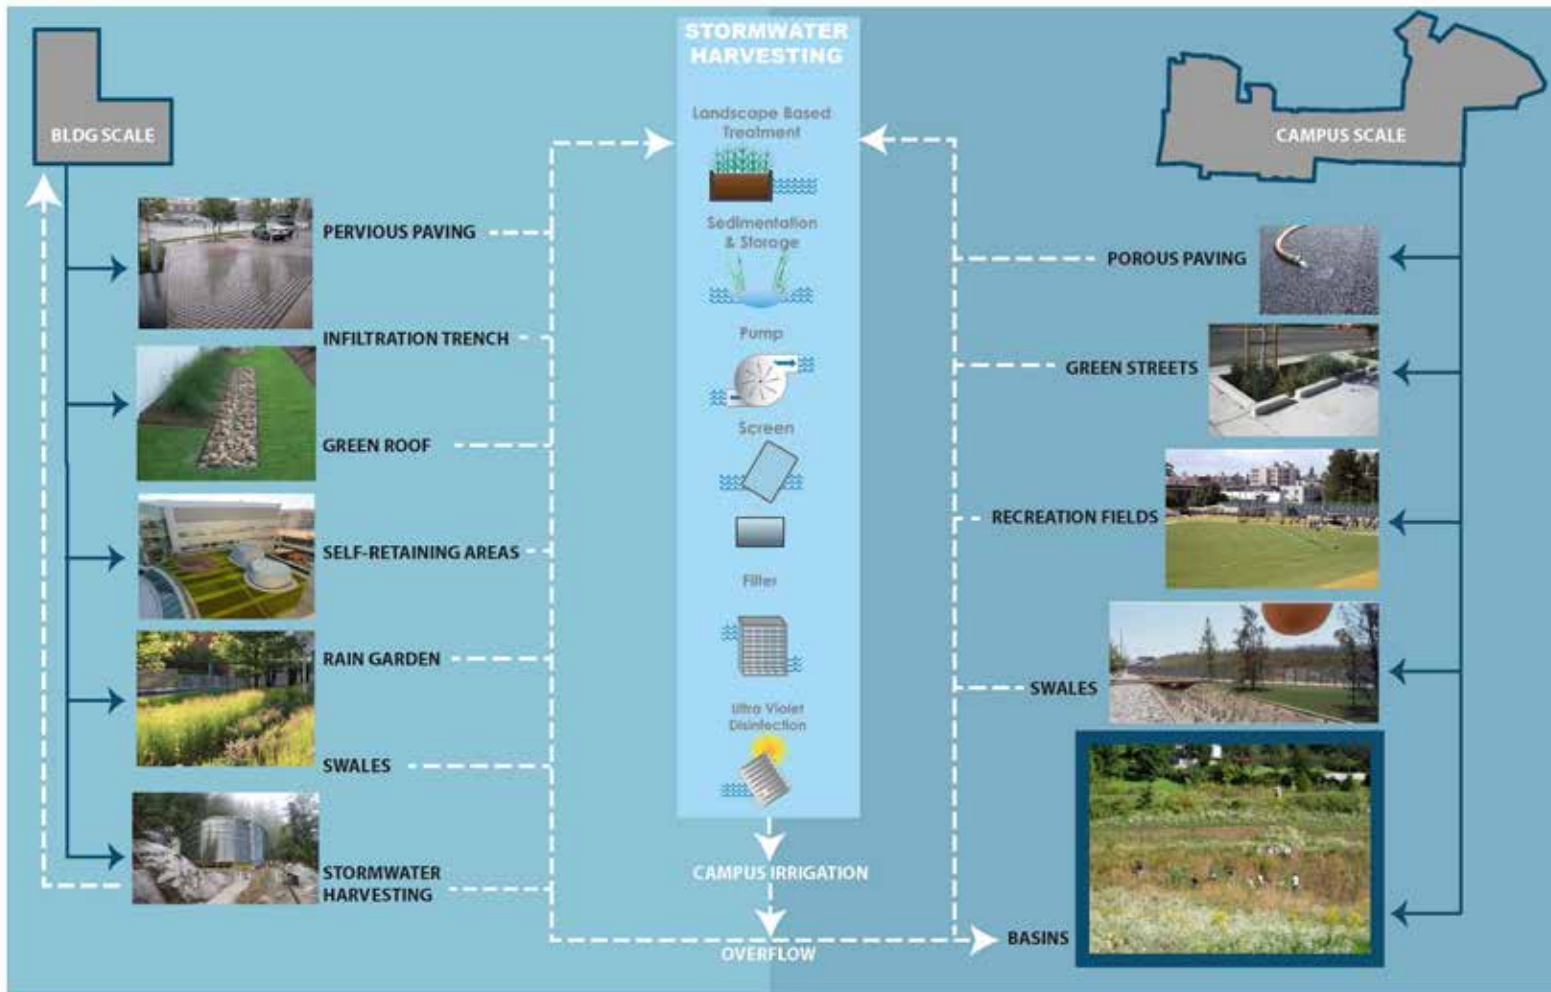 STORMWATER
HARVESTING
BLDG SCALE
CAMPUS SCALE
Landscape Based
Treatment
PERVIOUS PAVING
Sedimentation
& Storage
POROUS PAVING
INFILTRATION TRENCH
Pump
GREEN STREETS
GREEN ROOF
Screen
RECREATION FIELDS
SELF-RETAINING AREAS
Filter
RAIN GARDEN
SWALES
Ultra Violet
Disinfection
SWALES
STORMWATER
HARVESTING
CAMPUS IRRIGATION
BASINS
OVERFLOW